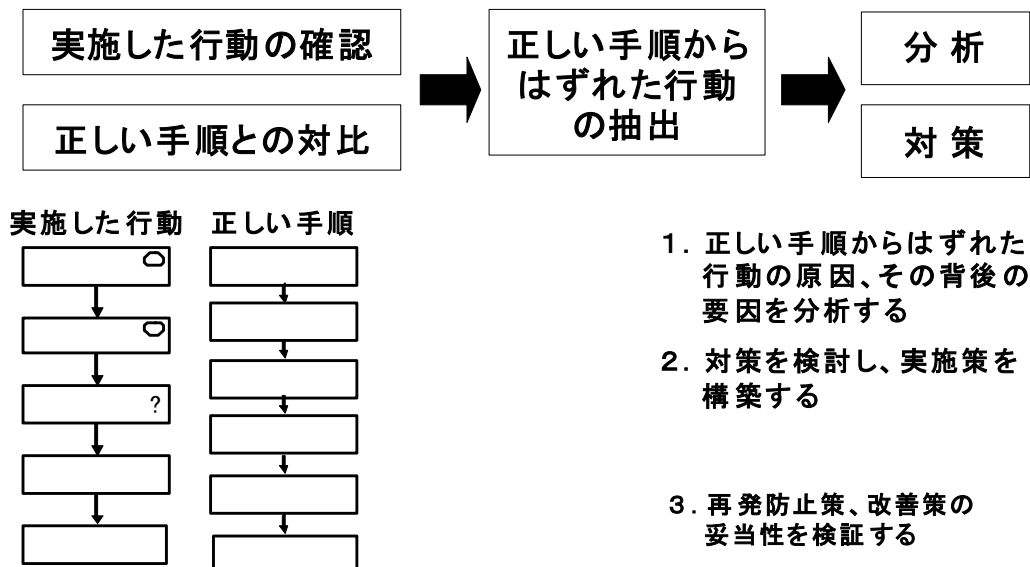 実施した行動の確認
正しい手順との対比
正しい手順から
はずれた行動
の抽出
分析
対策
実施した行動
正しい手順
?
1. 正しい手順からはずれた
行動の原因、その背後の
要因を分析する
2. 対策を検討し、実施策を
構築する
3. 再発防止策、改善策の
妥当性を検証する